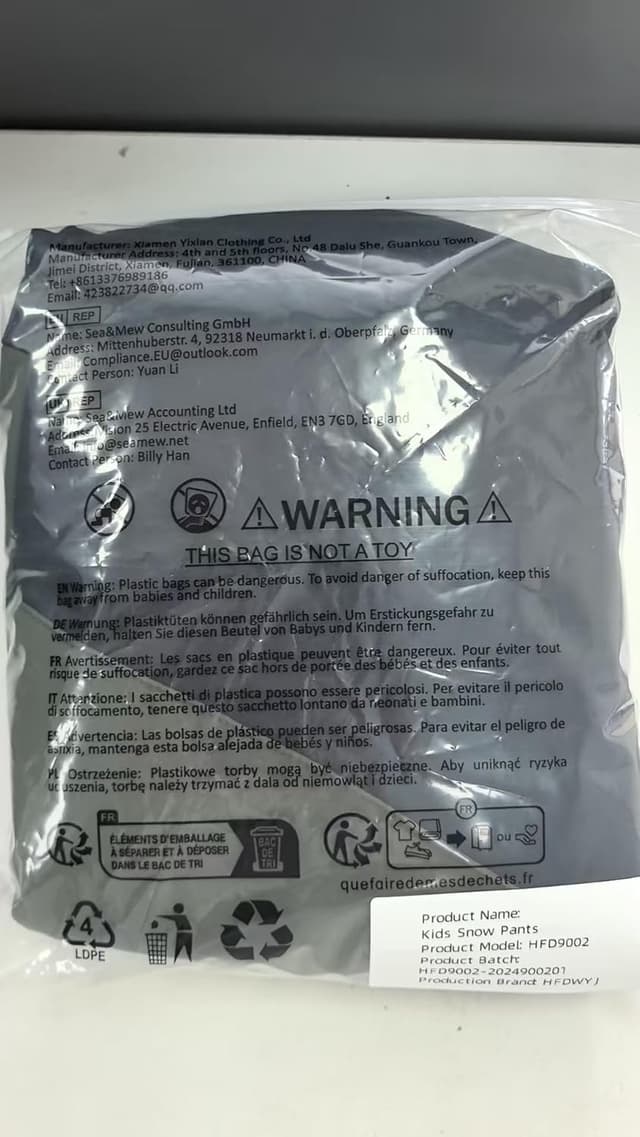 Manufacturer: Xiamen Yixian Clothing Co., Ltd
Manufacturer Address: 4th and 5th floors, No 48 Dalu She, Guankou Town,
Jimei District, Xiamen, Fujian, 361100, CHINA
Tel: +8613376989186
Email: 423822734@qq.com
REP
Name: Sea&Mew Consulting GmbH
Address: Mittenhuberstr. 4, 92318 Neumarkt i. d. Oberpfalz, Germany
Email: Compliance.EU@outlook.com
Contact Person: Yuan Li
UK REP
Name: Sea&Mew Accounting Ltd
Address: 25 Electric Avenue, Enfield, EN3 7GD, England
Email: info@seamew.net
Contact Person: Billy Han
WARNING
THIS BAG IS NOT A TOY
EN Warning: Plastic bags can be dangerous. To avoid danger of suffocation, keep this
bag away from babies and children.
DE Warnung: Plastiktüten können gefährlich sein. Um Erstickungsgefahr zu
vermeiden, halten Sie diesen Beutel von Babys und Kindern fern.
FR Avertissement: Les sacs en plastique peuvent être dangereux. Pour éviter tout
risque de suffocation, gardez ce sac hors de portée des bébés et des enfants.
IT Attenzione: I sacchetti di plastica possono essere pericolosi. Per evitare il pericolo
di soffocamento, tenere questo sacchetto lontano da neonati e bambini.
ES Advertencia: Las bolsas de plástico pueden ser peligrosas. Para evitar el peligro de
asfixia, mantenga esta bolsa alejada de bebés y niños.
PL Ostrzeżenie: Plastikowe torby mogą być niebezpieczne. Aby uniknąć ryzyka
uduszenia, torbę należy trzymać z dala od niemowląt i dzieci.
FR
ÉLÉMENTS D'EMBALLAGE
À SÉPARER ET À DÉPOSER
DANS LE BAC DE TRI
BAC
DE
TRI
FR
OU
quefairedemesdechets.fr
4
LDPE
Product Name:
Kids Snow Pants
Product Model: HFD9002
Product Batch:
HFD9002-2024900201
Production Brand: HFDWYJ